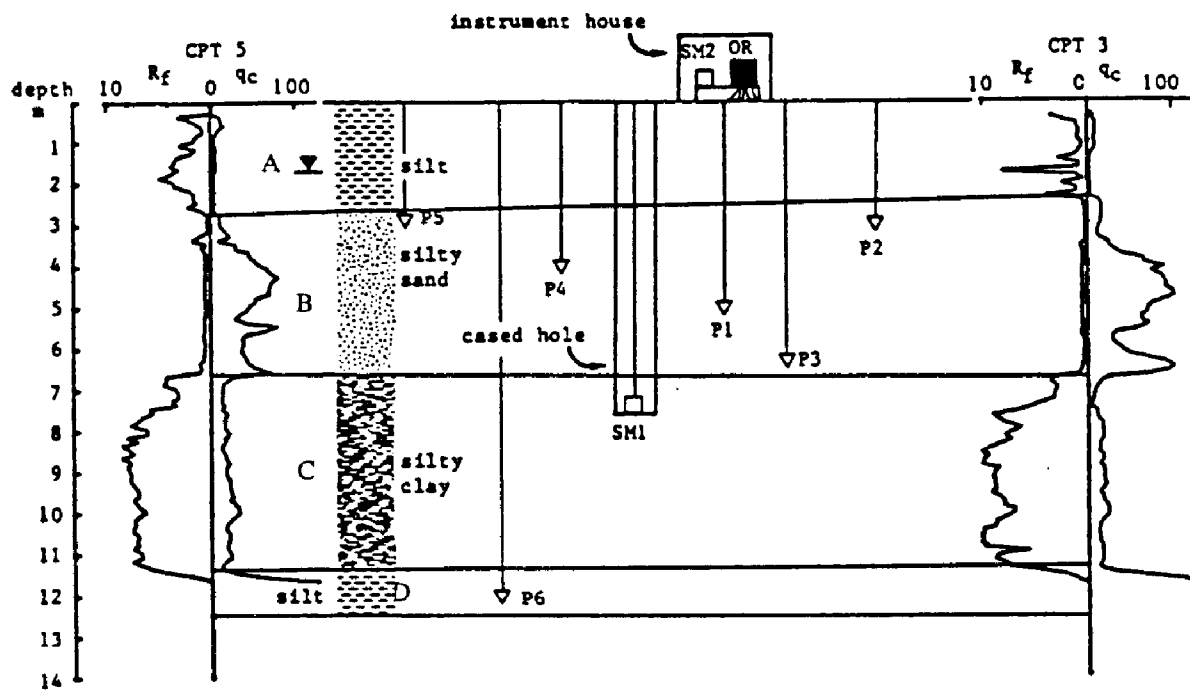 instrument house
CPT 5
SM2 OR
CPT 3
Rf qc
Rf qc
depth
m
10 0 100
10 C 100
1
2
3
4
5
6
7
8
9
10
11
12
13
14
A
silt
P5
silty
sand
B
P4
P1
P3
P2
cased hole
SM1
C
silty
clay
silt
D
P6